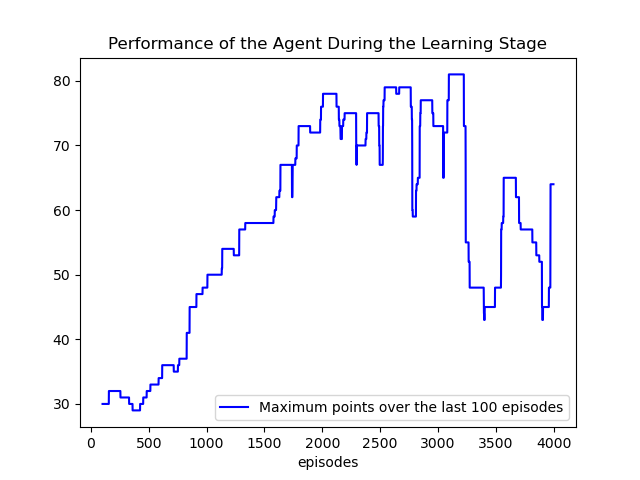 Performance of the Agent During the Learning Stage
80
70
60
50
40
30
Maximum points over the last 100 episodes
0 500 1000 1500 2000 2500 3000 3500 4000
episodes